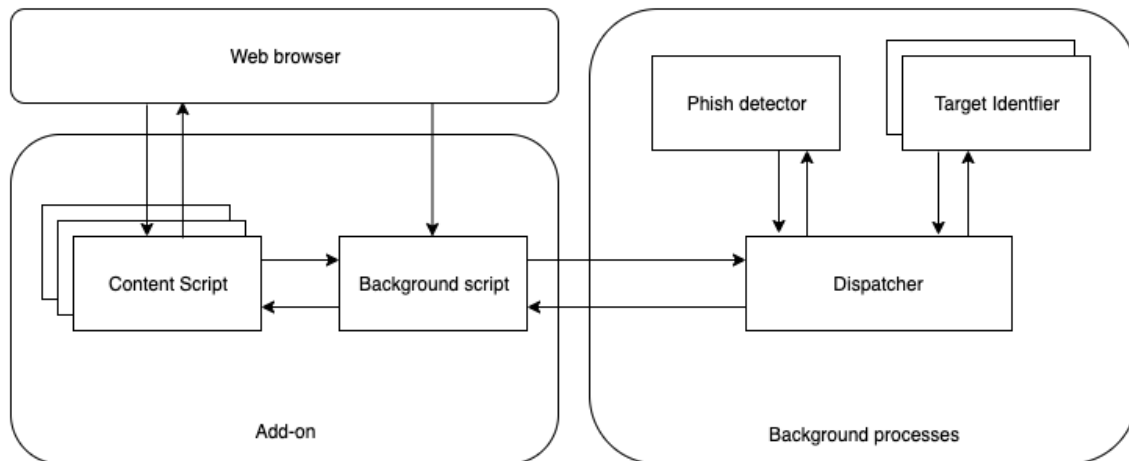 Web browser
Phish detector
Target Identfier
Content Script
Background script
Dispatcher
Add-on
Background processes